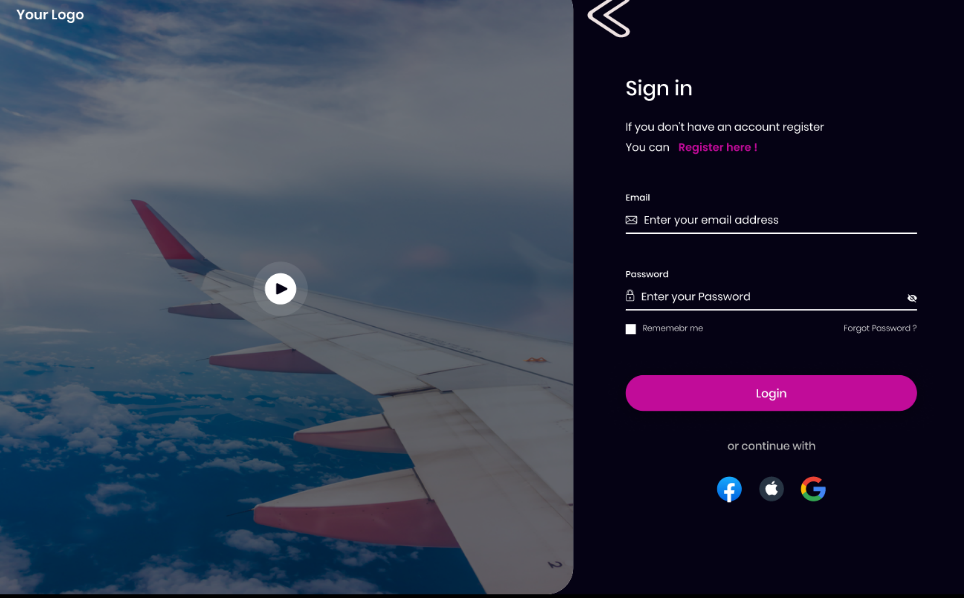 Your Logo
Sign in
If you don't have an account register
You can Register here !
Email
Enter your email address
Password
Enter your Password
Rememebr me
Forgot Password ?
Login
or continue with